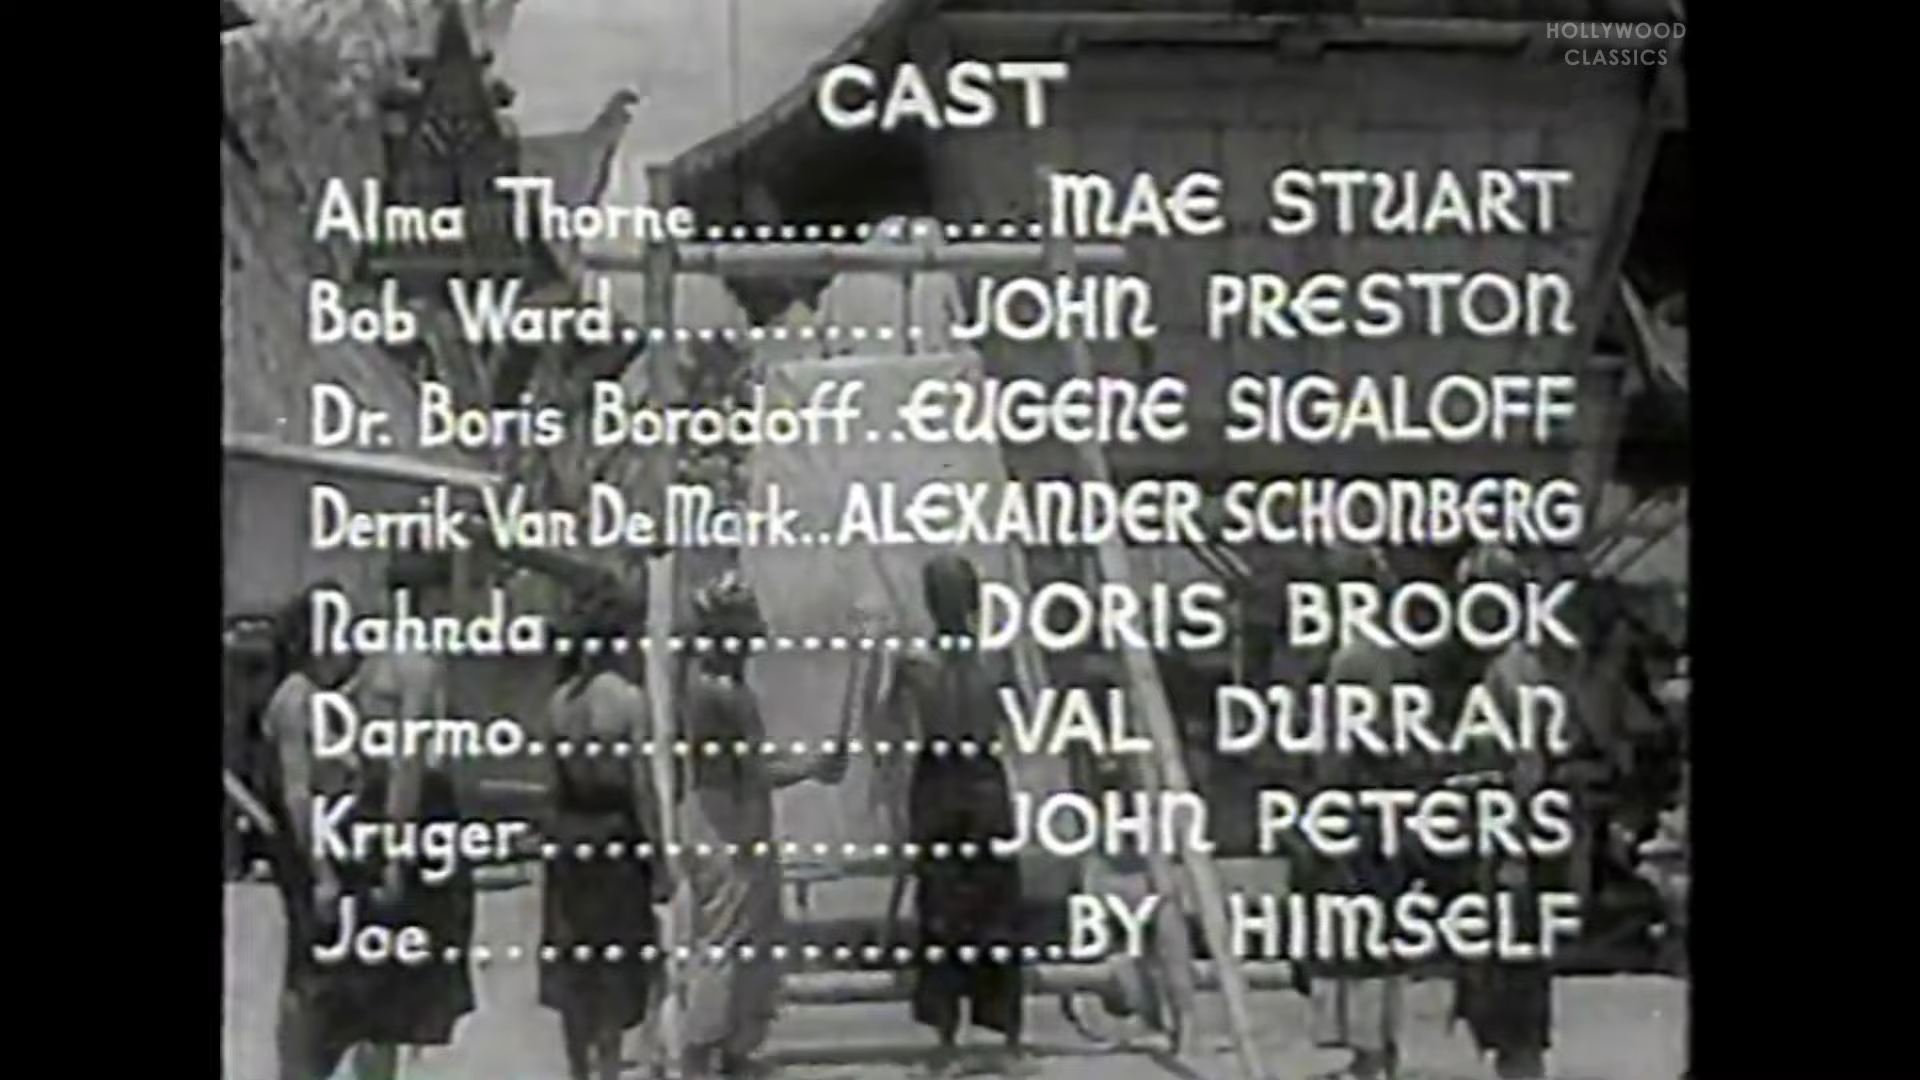 HOLLYWOOD
CLASSICS
CAST
Alma Thorne..............MAE STUART
Bob Ward............ JOHN PRESTON
Dr. Boris Borodoff..EUGENE SIGALOFF
Derrik Van De Mark..ALEXANDER SCHONBERG
Nahnda.................DORIS BROOK
Darmo....................VAL DURRAN
Kruger..................JOHN PETERS
Joe.........................BY HIMSELF